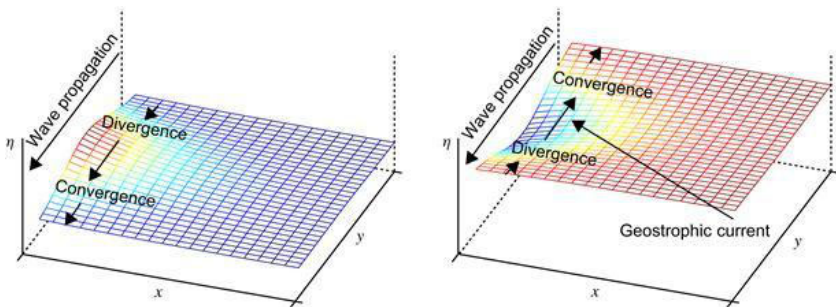 Wave propagation
Divergence
Convergence
η
x
y
Wave propagation
Convergence
Divergence
Geostrophic current
η
x
y